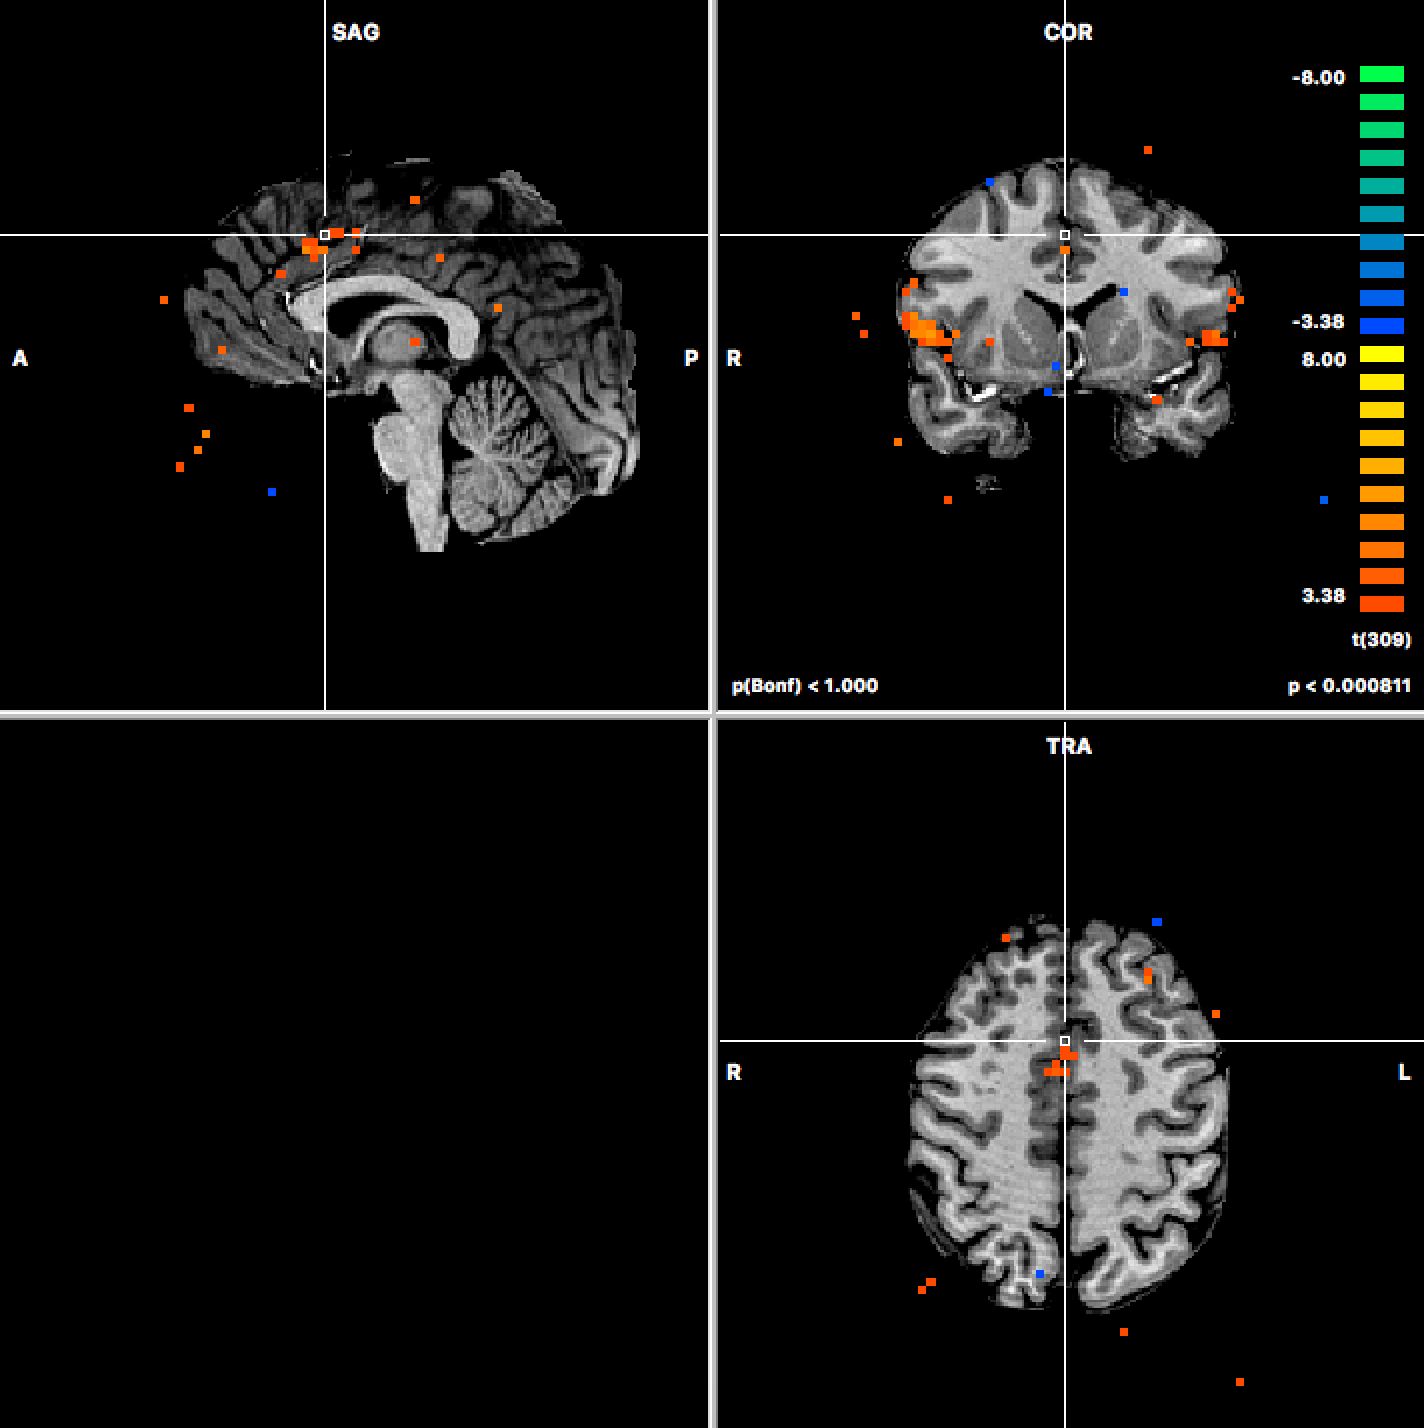 SAG
A
P
COR
-8.00
-3.38
8.00
R
3.38
t(309)
p(Bonf) < 1.000
p < 0.000811
TRA
R
L